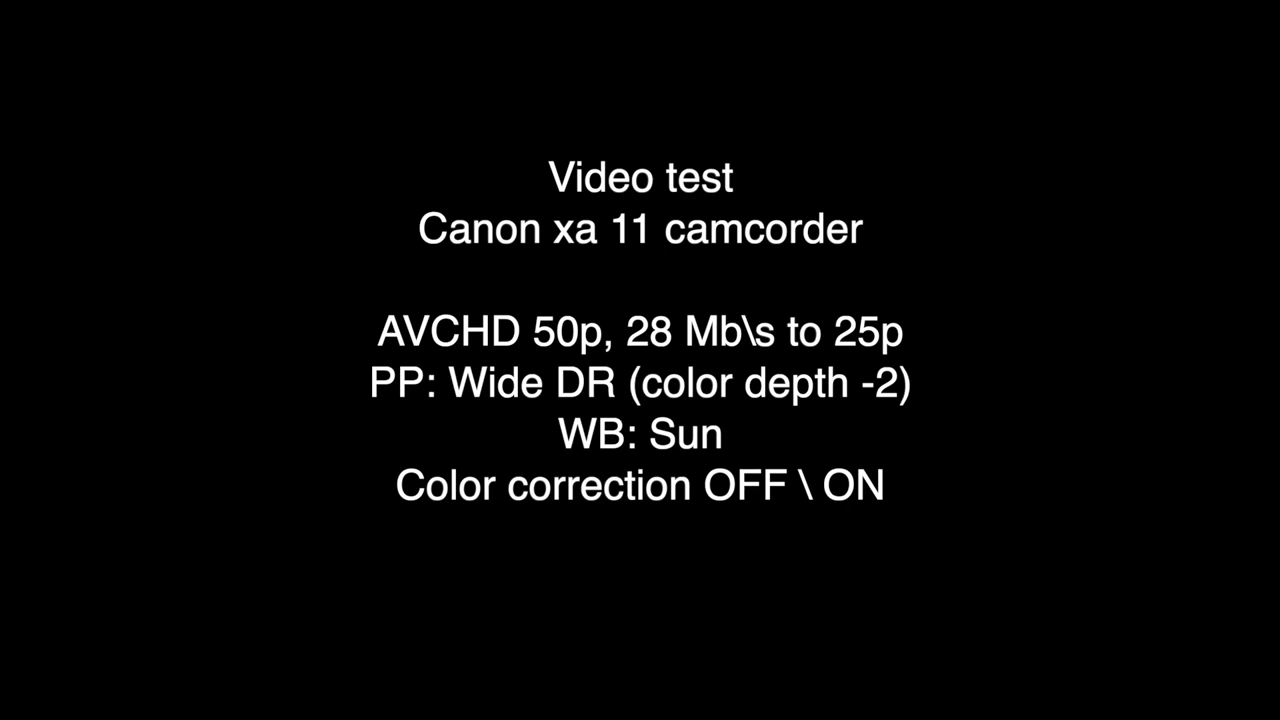 Video test
Canon xa 11 camcorder
AVCHD 50p, 28 Mb\s to 25p
PP: Wide DR (color depth -2)
WB: Sun
Color correction OFF \ ON